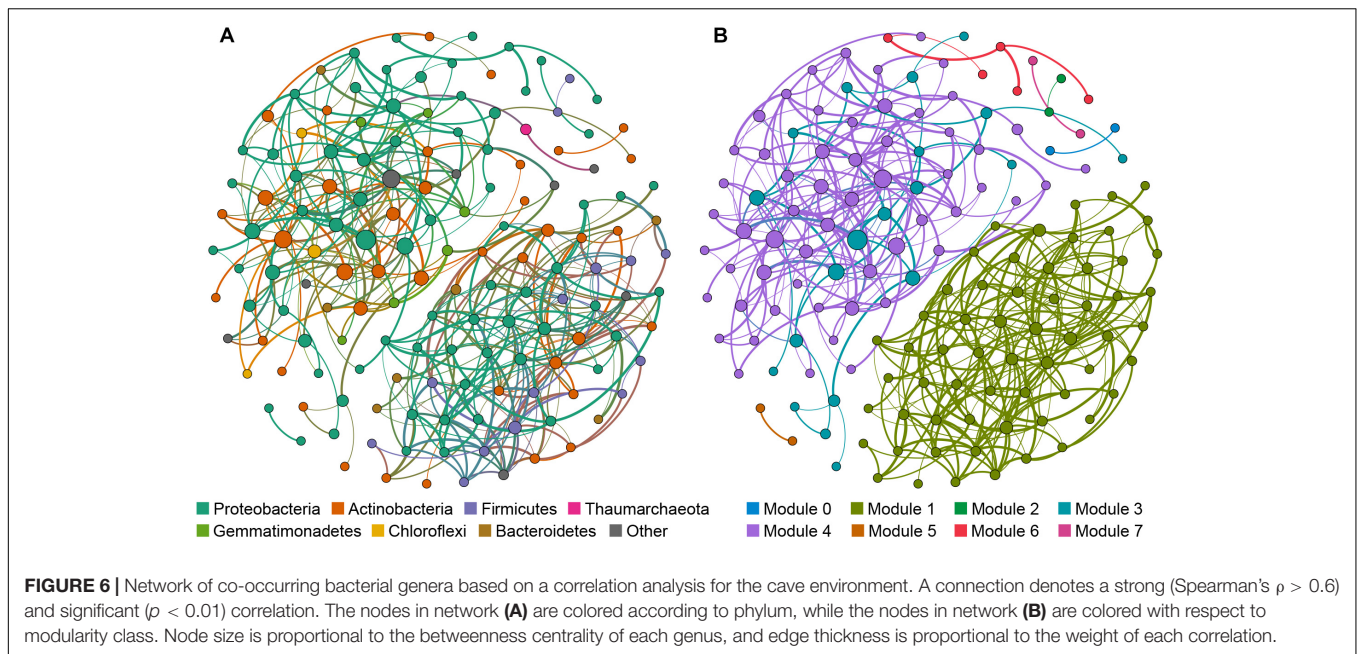 A
B
Proteobacteria Actinobacteria Firmicutes Thaumarchaeota
Gemmatimonadetes Chloroflexi Bacteroidetes Other
Module 0 Module 1 Module 2 Module 3
Module 4 Module 5 Module 6 Module 7
FIGURE 6 | Network of co-occurring bacterial genera based on a correlation analysis for the cave environment. A connection denotes a strong (Spearman's ρ > 0.6)
and significant (p < 0.01) correlation. The nodes in network (A) are colored according to phylum, while the nodes in network (B) are colored with respect to
modularity class. Node size is proportional to the betweenness centrality of each genus, and edge thickness is proportional to the weight of each correlation.